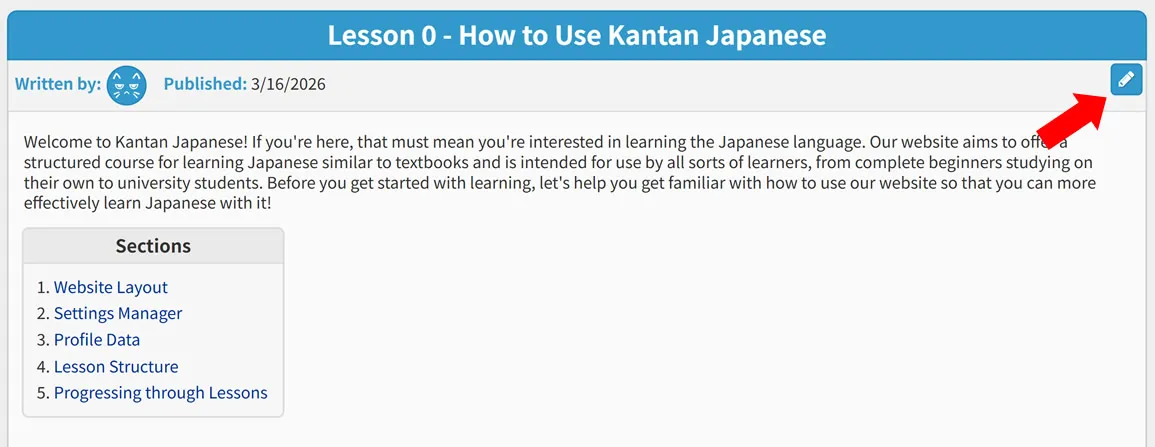 Lesson 0 - How to Use Kantan Japanese
Written by: Published: 3/16/2026
Welcome to Kantan Japanese! If you're here, that must mean you're interested in learning the Japanese language. Our website aims to offer a
structured course for learning Japanese similar to textbooks and is intended for use by all sorts of learners, from complete beginners studying on
their own to university students. Before you get started with learning, let's help you get familiar with how to use our website so that you can more
effectively learn Japanese with it!
Sections
1. Website Layout
2. Settings Manager
3. Profile Data
4. Lesson Structure
5. Progressing through Lessons